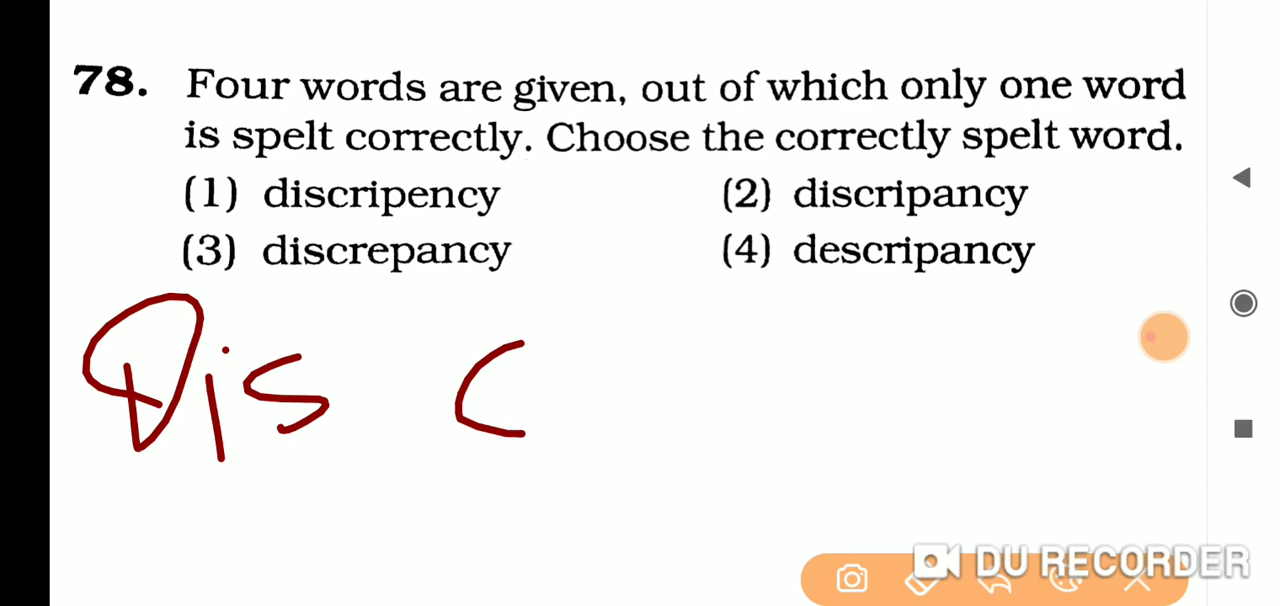 78. Four words are given, out of which only one word
is spelt correctly. Choose the correctly spelt word.
(1) discripency (2) discripancy
(3) discrepancy (4) descripancy
Dis C
DU RECORDER